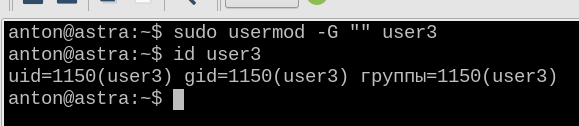 anton@astra:~$ sudo usermod -G "" user3
anton@astra:~$ id user3
uid=1150(user3) gid=1150(user3) группы=1150(user3)
anton@astra:~$